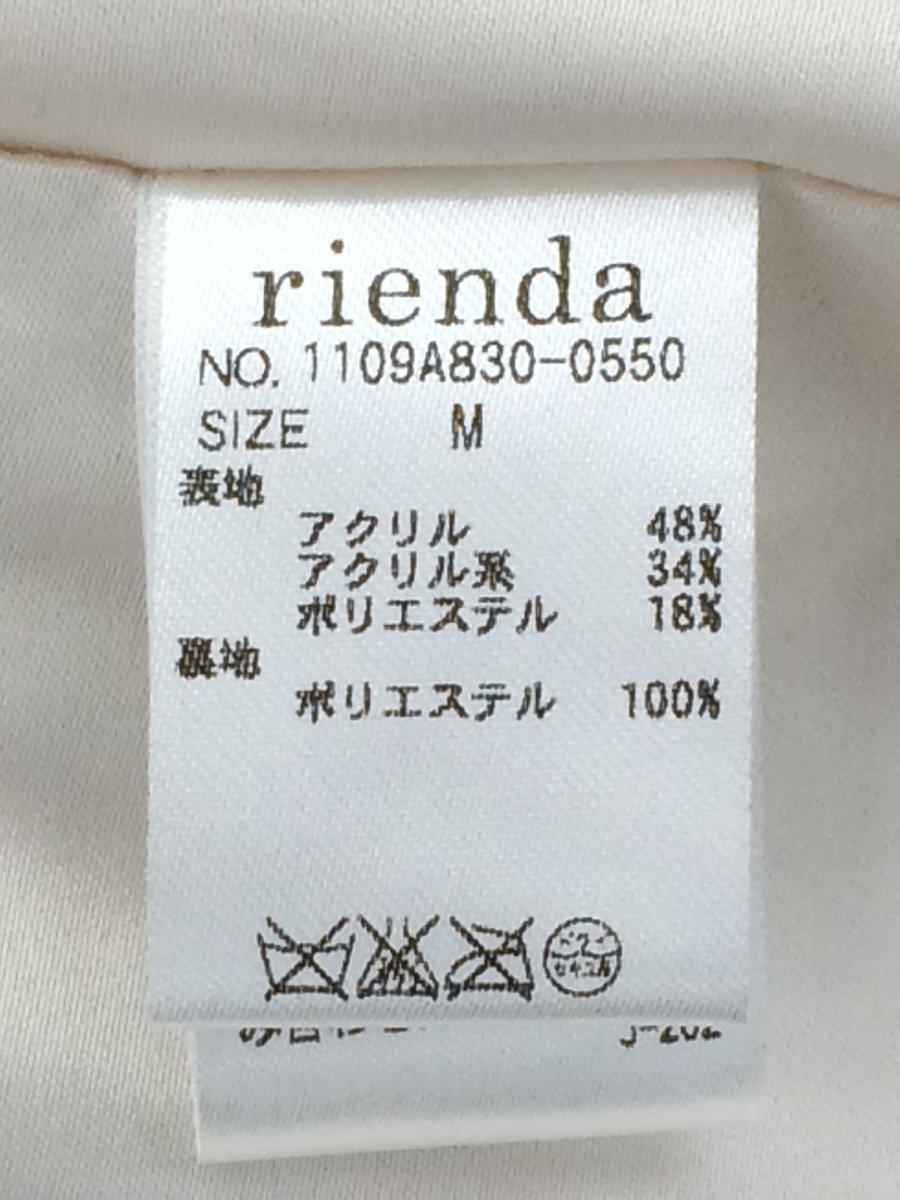 rienda
NO. 1109A830-0550
SIZE M
表地
アクリル 48%
アクリル系 34%
ポリエステル 18%
裏地
ポリエステル 100%